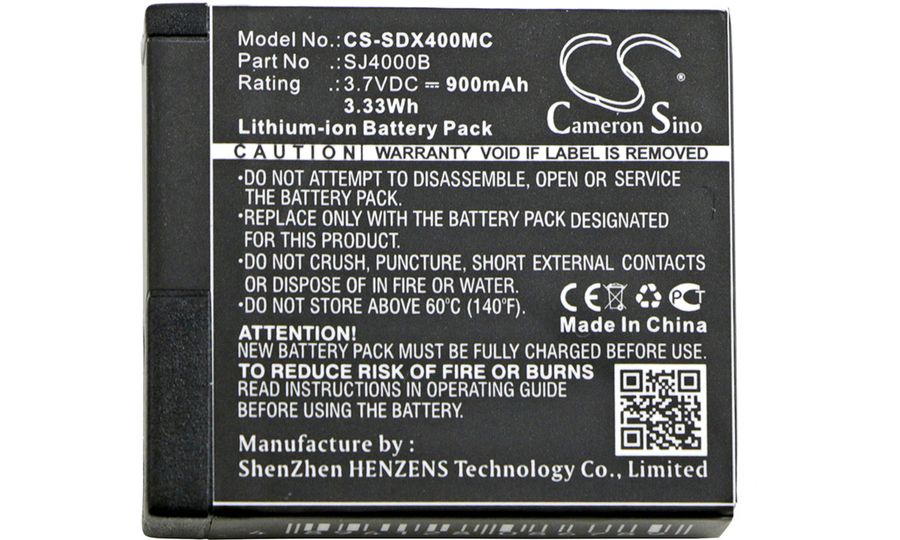 Model No.: CS-SDX400MC
Part No .: SJ4000B
Rating .: 3.7VDC ⎓ 900mAh
3.33Wh
Lithium-ion Battery Pack
CS®
Cameron Sino
CAUTION WARRANTY VOID IF LABEL IS REMOVED
•DO NOT ATTEMPT TO DISASSEMBLE, OPEN OR SERVICE
THE BATTERY PACK.
•REPLACE ONLY WITH THE BATTERY PACK DESIGNATED
FOR THIS PRODUCT.
•DO NOT CRUSH, PUNCTURE, SHORT EXTERNAL CONTACTS
OR DISPOSE OF IN FIRE OR WATER.
•DO NOT STORE ABOVE 60°C (140°F).
CE PCT
Made In China
ATTENTION!
NEW BATTERY PACK MUST BE FULLY CHARGED BEFORE USE.
TO REDUCE RISK OF FIRE OR BURNS
READ INSTRUCTIONS IN OPERATING GUIDE
BEFORE USING THE BATTERY.
Manufacture by :
ShenZhen HENZENS Technology Co., Limited